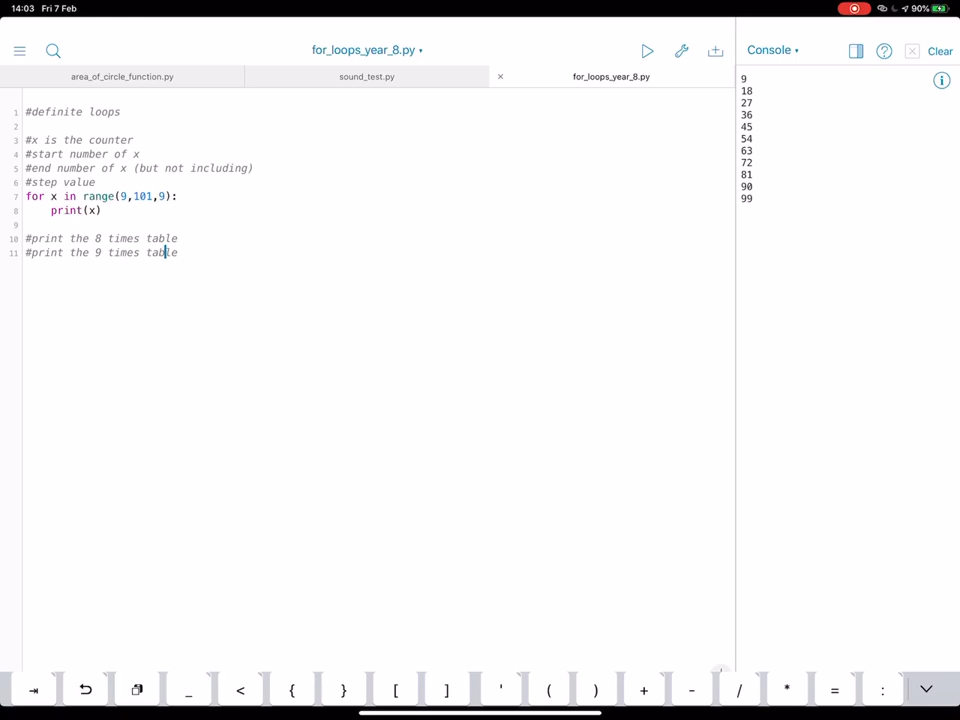 14:03 Fri 7 Feb
90%
for_loops_year_8.py
Console
Clear
area_of_circle_function.py
sound_test.py
for_loops_year_8.py
1 #definite loops
2
3 #x is the counter
4 #start number of x
5 #end number of x (but not including)
6 #step value
7 for x in range(9,101,9):
8 print(x)
9
10 #print the 8 times table
11 #print the 9 times table
9
18
27
36
45
54
63
72
81
90
99
_ < { } [ ] ' ( ) + - / * = :